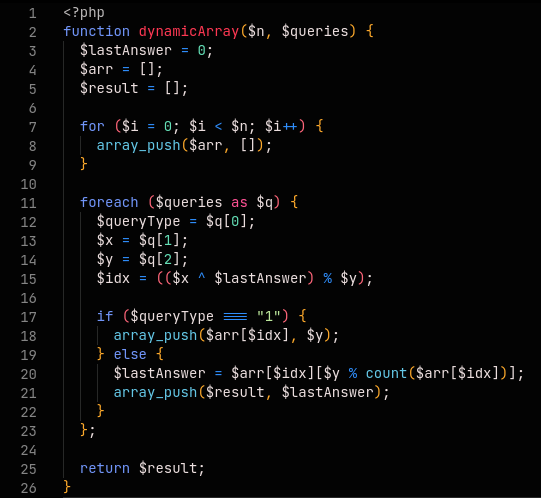 1 <?php
2 function dynamicArray($n, $queries) {
3   $lastAnswer = 0;
4   $arr = [];
5   $result = [];
6
7   for ($i = 0; $i < $n; $i++) {
8     array_push($arr, []);
9   }
10
11   foreach ($queries as $q) {
12     $queryType = $q[0];
13     $x = $q[1];
14     $y = $q[2];
15     $idx = (($x ^ $lastAnswer) % $y);
16
17     if ($queryType === "1") {
18       array_push($arr[$idx], $y);
19     } else {
20       $lastAnswer = $arr[$idx][$y % count($arr[$idx])];
21       array_push($result, $lastAnswer);
22     }
23   };
24
25   return $result;
26 }